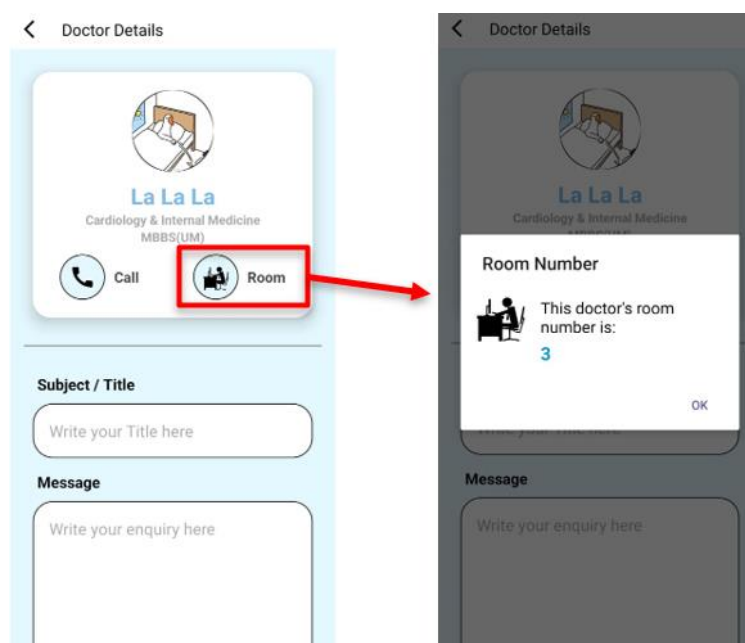 Doctor Details
La La La
Cardiology & Internal Medicine
MBBS(UM)
Call
Room
Subject / Title
Write your Title here
Message
Write your enquiry here
Doctor Details
La La La
Cardiology & Internal Medicine
Room Number
This doctor's room
number is:
3
OK
Message
Write your enquiry here